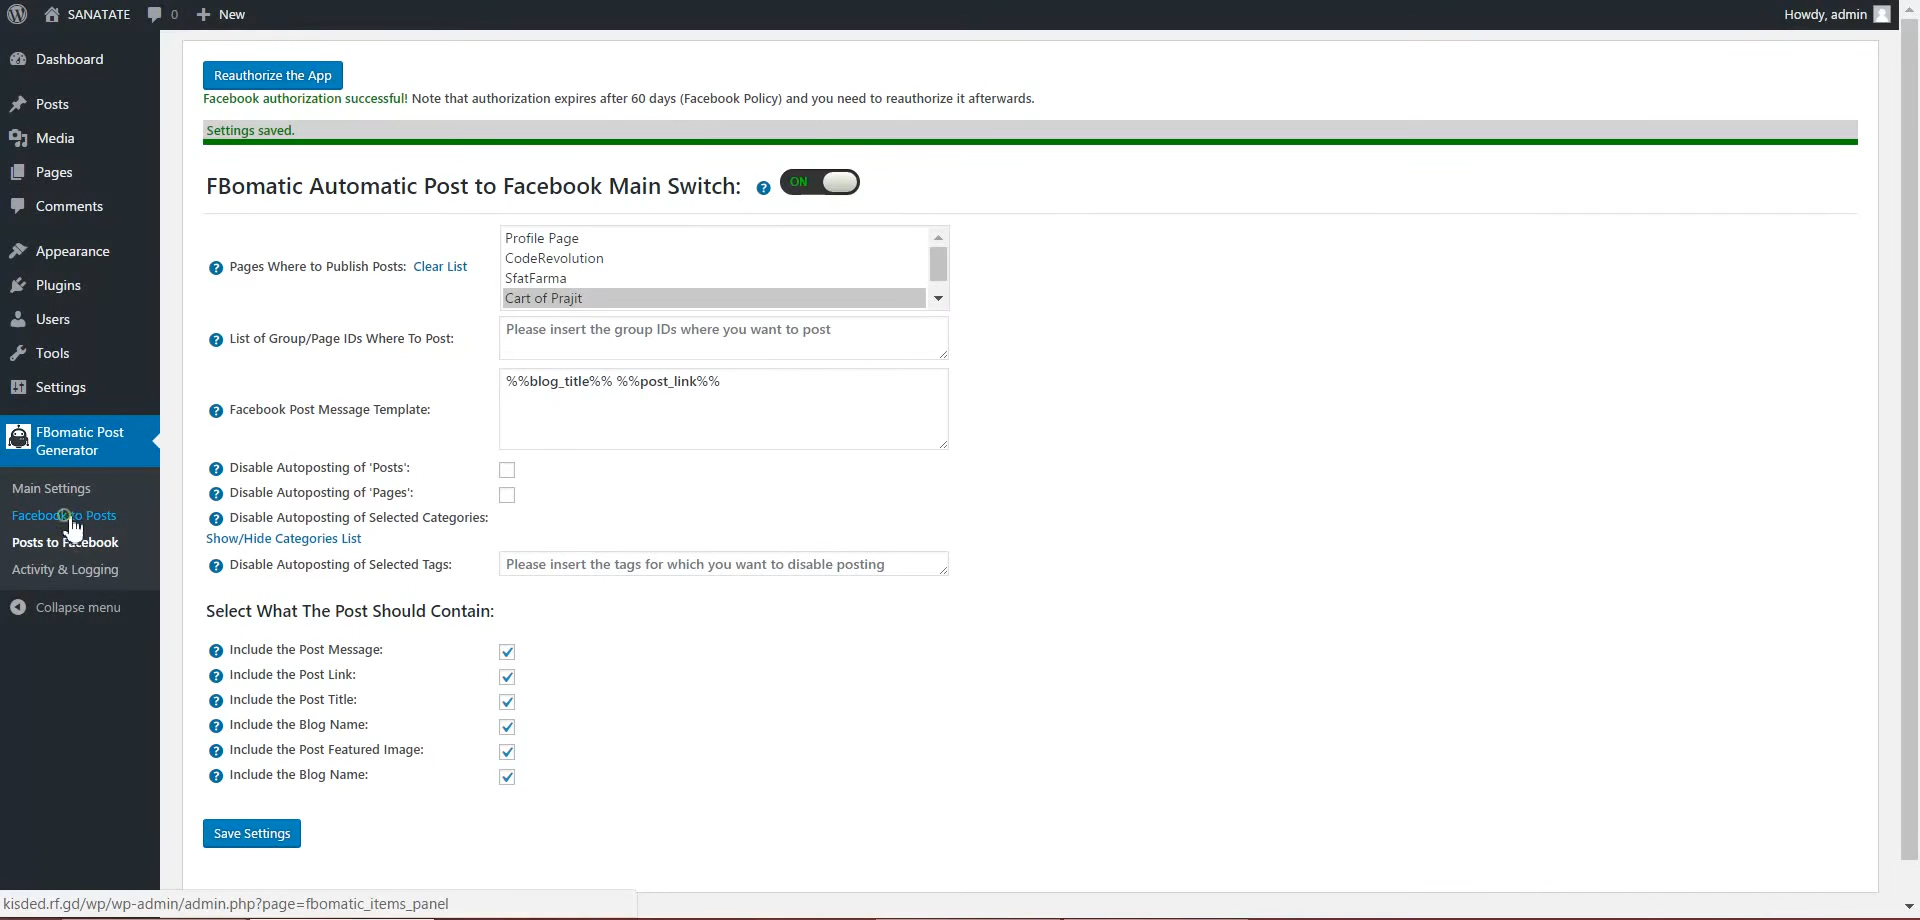 SANATATE 0 New Howdy, admin
Dashboard
Posts
Media
Pages
Comments
Appearance
Plugins
Users
Tools
Settings
FBomatic Post
Generator
Main Settings
Facebook to Posts
Posts to Facebook
Activity & Logging
Collapse menu
Reauthorize the App
Facebook authorization successful! Note that authorization expires after 60 days (Facebook Policy) and you need to reauthorize it afterwards.
Settings saved.
FBomatic Automatic Post to Facebook Main Switch: ? ON
? Pages Where to Publish Posts: Clear List
Profile Page
CodeRevolution
SfatFarma
Cart of Prajit
? List of Group/Page IDs Where To Post: Please insert the group IDs where you want to post
? Facebook Post Message Template: %%blog_title%% %%post_link%%
? Disable Autoposting of 'Posts':
? Disable Autoposting of 'Pages':
? Disable Autoposting of Selected Categories:
Show/Hide Categories List
? Disable Autoposting of Selected Tags: Please insert the tags for which you want to disable posting
Select What The Post Should Contain:
? Include the Post Message:
? Include the Post Link:
? Include the Post Title:
? Include the Blog Name:
? Include the Post Featured Image:
? Include the Blog Name:
Save Settings
kisded.rf.gd/wp/wp-admin/admin.php?page=fbomatic_items_panel